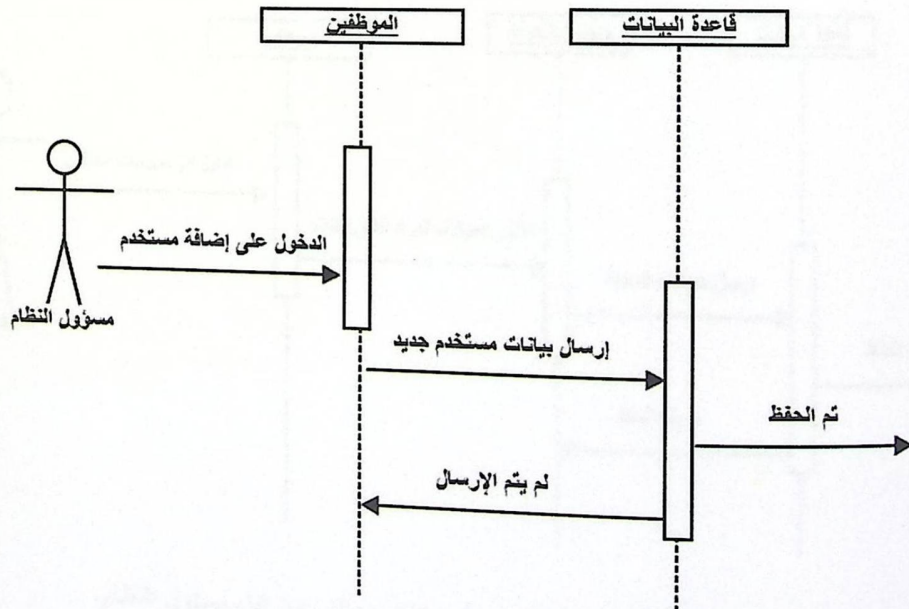 الموظفين
قاعدة البيانات
الدخول على إضافة مستخدم
مسؤول النظام
إرسال بيانات مستخدم جديد
تم الحفظ
لم يتم الإرسال